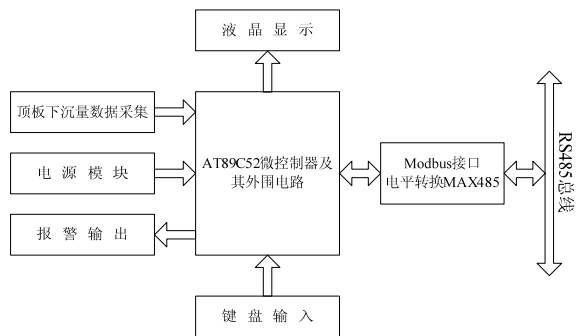 液晶显示
顶板下沉量数据采集
电源模块
报警输出
AT89C52微控制器及
其外围电路
键盘输入
Modbus接口
电平转换MAX485
RS485总线